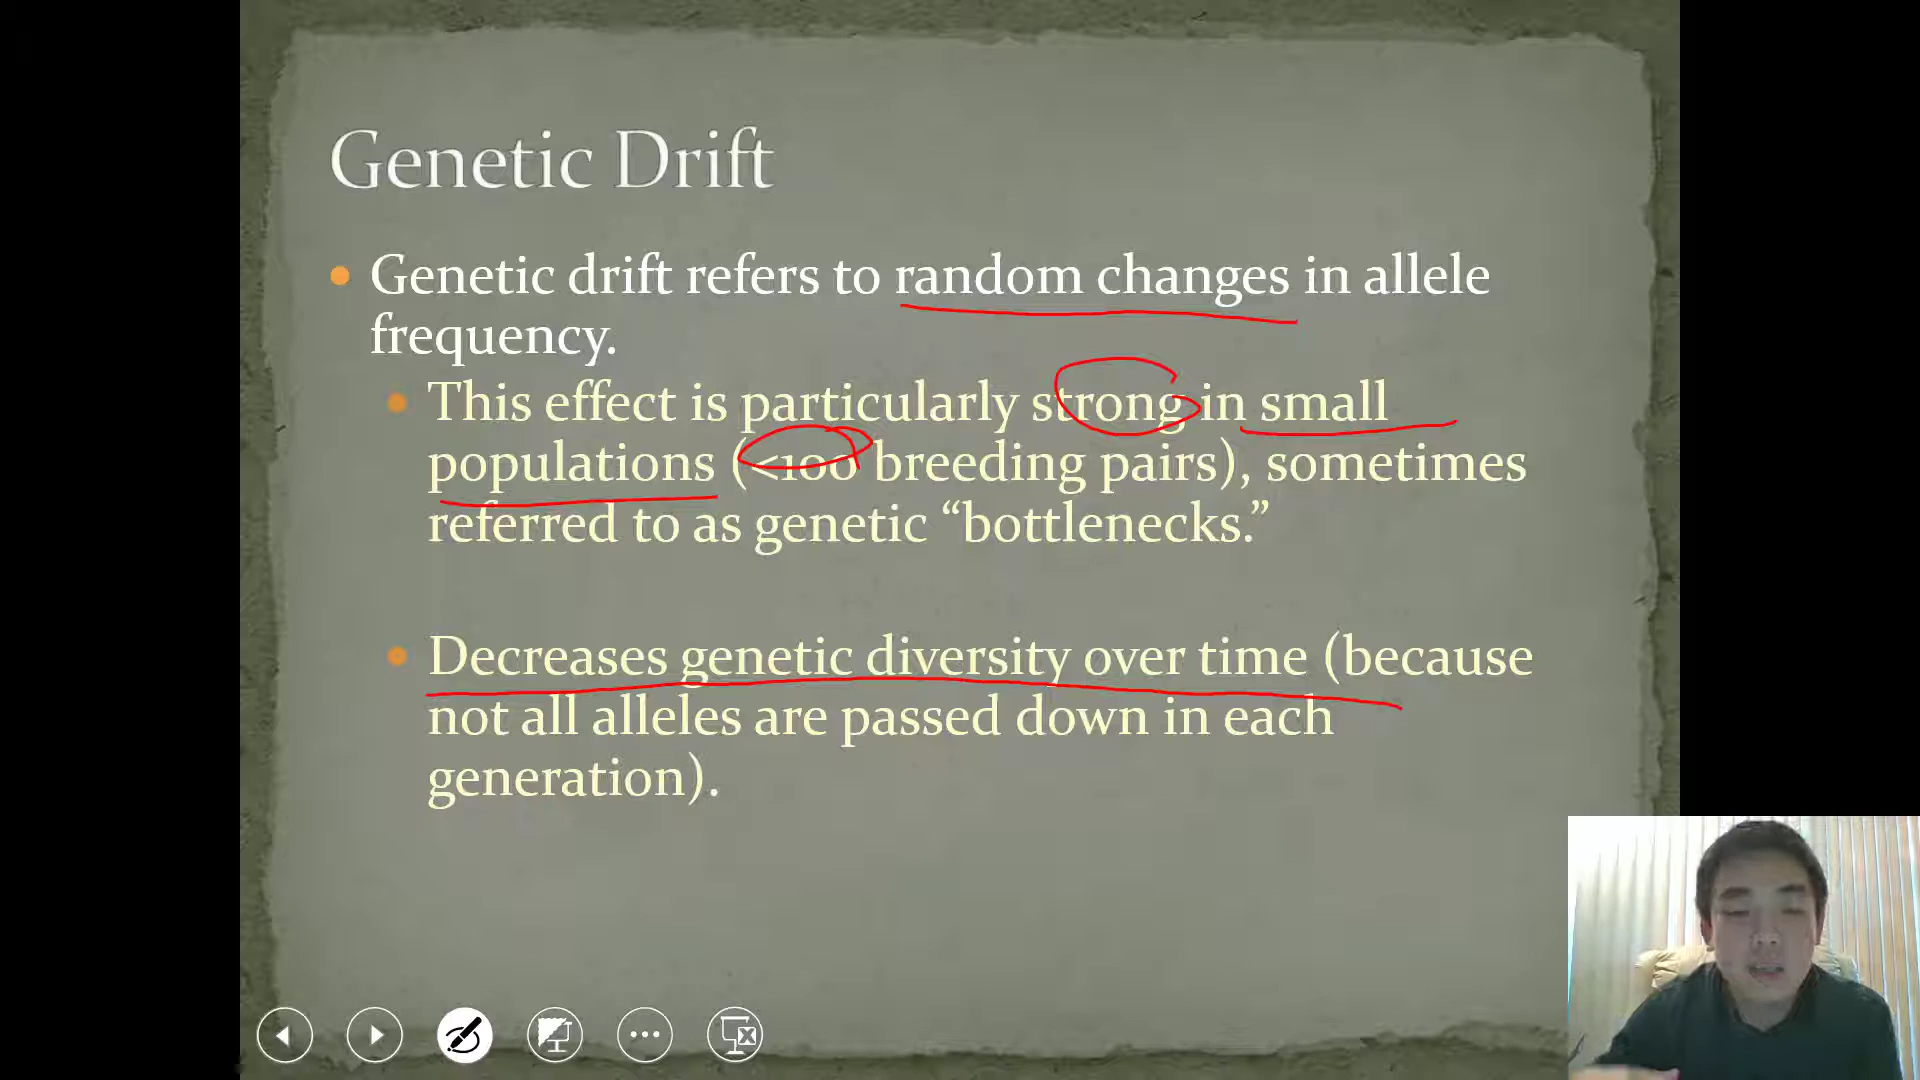 Genetic Drift
Genetic drift refers to random changes in allele
frequency.
This effect is particularly strong in small
populations (<100 breeding pairs), sometimes
referred to as genetic “bottlenecks.”
Decreases genetic diversity over time (because
not all alleles are passed down in each
generation).